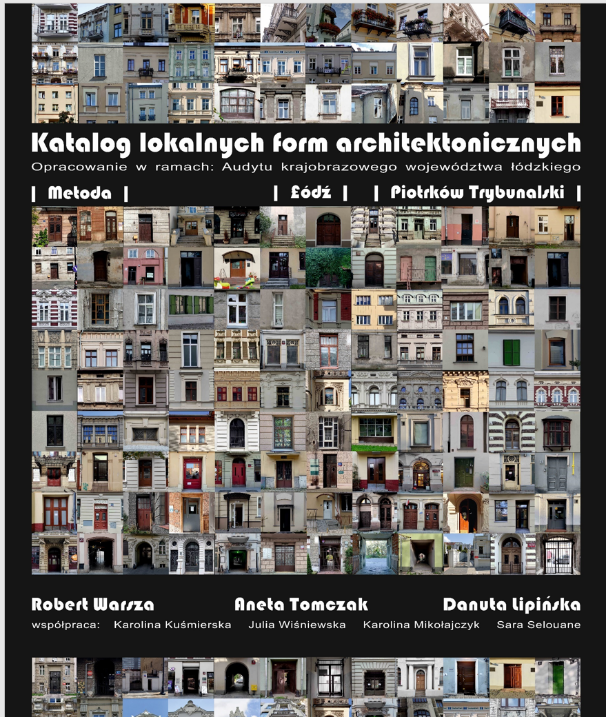 Katalog lokalnych form architektonicznych
Opracowanie w ramach: Audytu krajobrazowego województwa łódzkiego
| Metoda | | Łódź | | Piotrków Trybunalski |
Robert Warsza Aneta Tomczak Danuta Lipińska
współpraca: Karolina Kuśmierska Julia Wiśniewska Karolina Mikołajczyk Sara Selouane